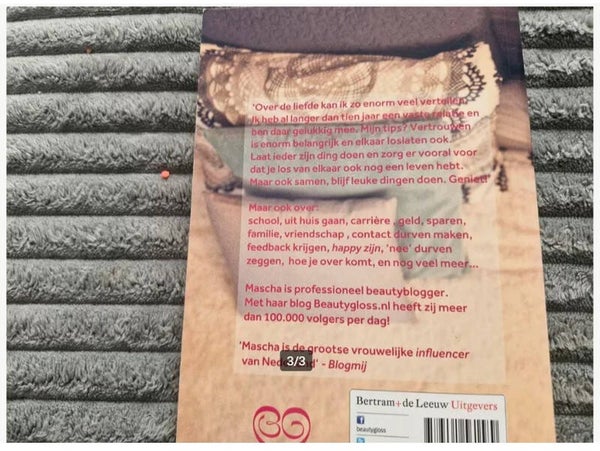 'Over de liefde kan ik zo enorm veel vertellen.
Ik heb al langer dan tien jaar een vaste relatie en
ben daar gelukkig mee. Mijn tips? Vertrouwen
is enorm belangrijk en elkaar loslaten ook.
Laat ieder zijn ding doen en zorg er vooral voor
dat je los van elkaar ook nog een leven hebt.
Maar ook samen, blijf leuke dingen doen. Geniet!'
Maar ook over:
school, uit huis gaan, carrière , geld, sparen,
familie, vriendschap , contact durven maken,
feedback krijgen, happy zijn, 'nee' durven
zeggen, hoe je over komt, en nog veel meer...
Mascha is professioneel beautyblogger.
Met haar blog Beautygloss.nl heeft zij meer
dan 100.000 volgers per dag!
'Mascha is de grootse vrouwelijke influencer
van - Blogmij
3/3
Bertram+de Leeuw Uitgevers
beautygloss